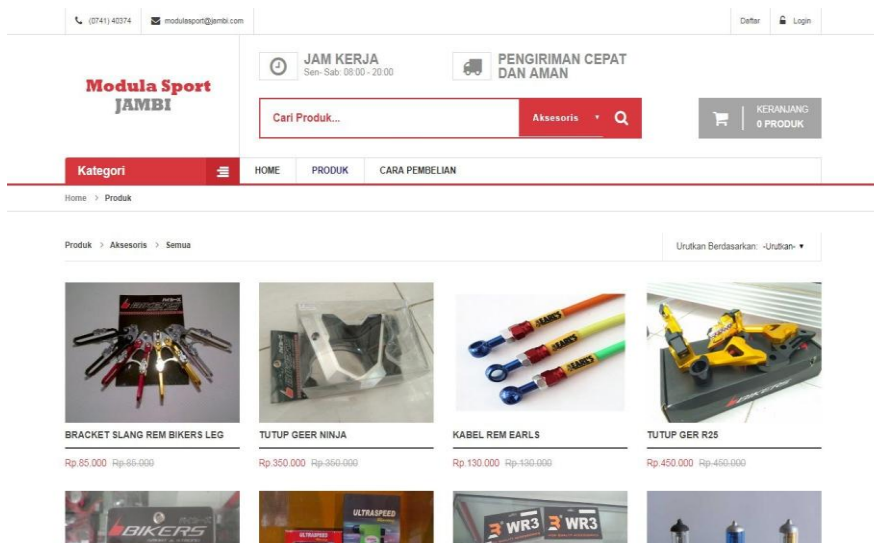 (0741) 40374
modulasport@jambi.com
Daftar
Login
Modula Sport
JAMBI
JAM KERJA
Sen- Sab: 08:00 - 20:00
PENGIRIMAN CEPAT
DAN AMAN
Cari Produk...
Aksesoris
KERANJANG
0 PRODUK
Kategori
HOME
PRODUK
CARA PEMBELIAN
Home > Produk
Produk > Aksesoris > Semua
Urutkan Berdasarkan: -Urutkan-
BIKERS
EARL'S
BRACKET SLANG REM BIKERS LEG
TUTUP GEER NINJA
KABEL REM EARLS
TUTUP GER R25
Rp.85.000 Rp.85.000
Rp.350.000 Rp.350.000
Rp.130.000 Rp.130.000
Rp.450.000 Rp.450.000
BIKERS
ULTRASPEED
ULTRASPEED
WR3
WR3